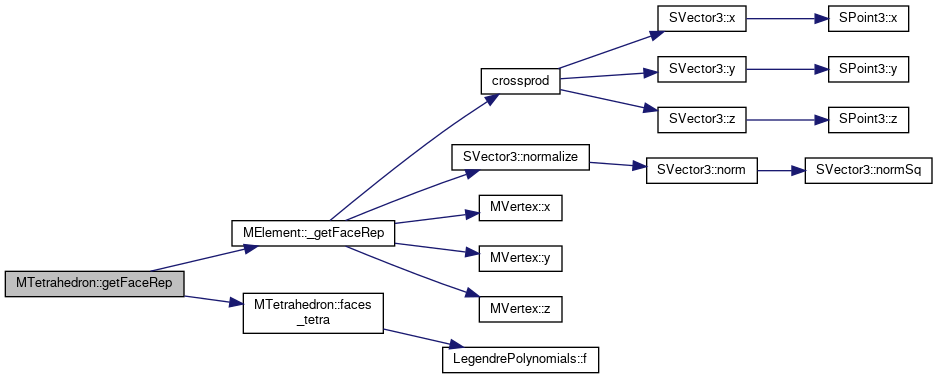 SVector3::x
SPoint3::x
SVector3::y
SPoint3::y
crossprod
SVector3::z
SPoint3::z
SVector3::normalize
SVector3::norm
SVector3::normSq
MVertex::x
MElement::_getFaceRep
MVertex::y
MTetrahedron::getFaceRep
MVertex::z
MTetrahedron::faces
_tetra
LegendrePolynomials::f